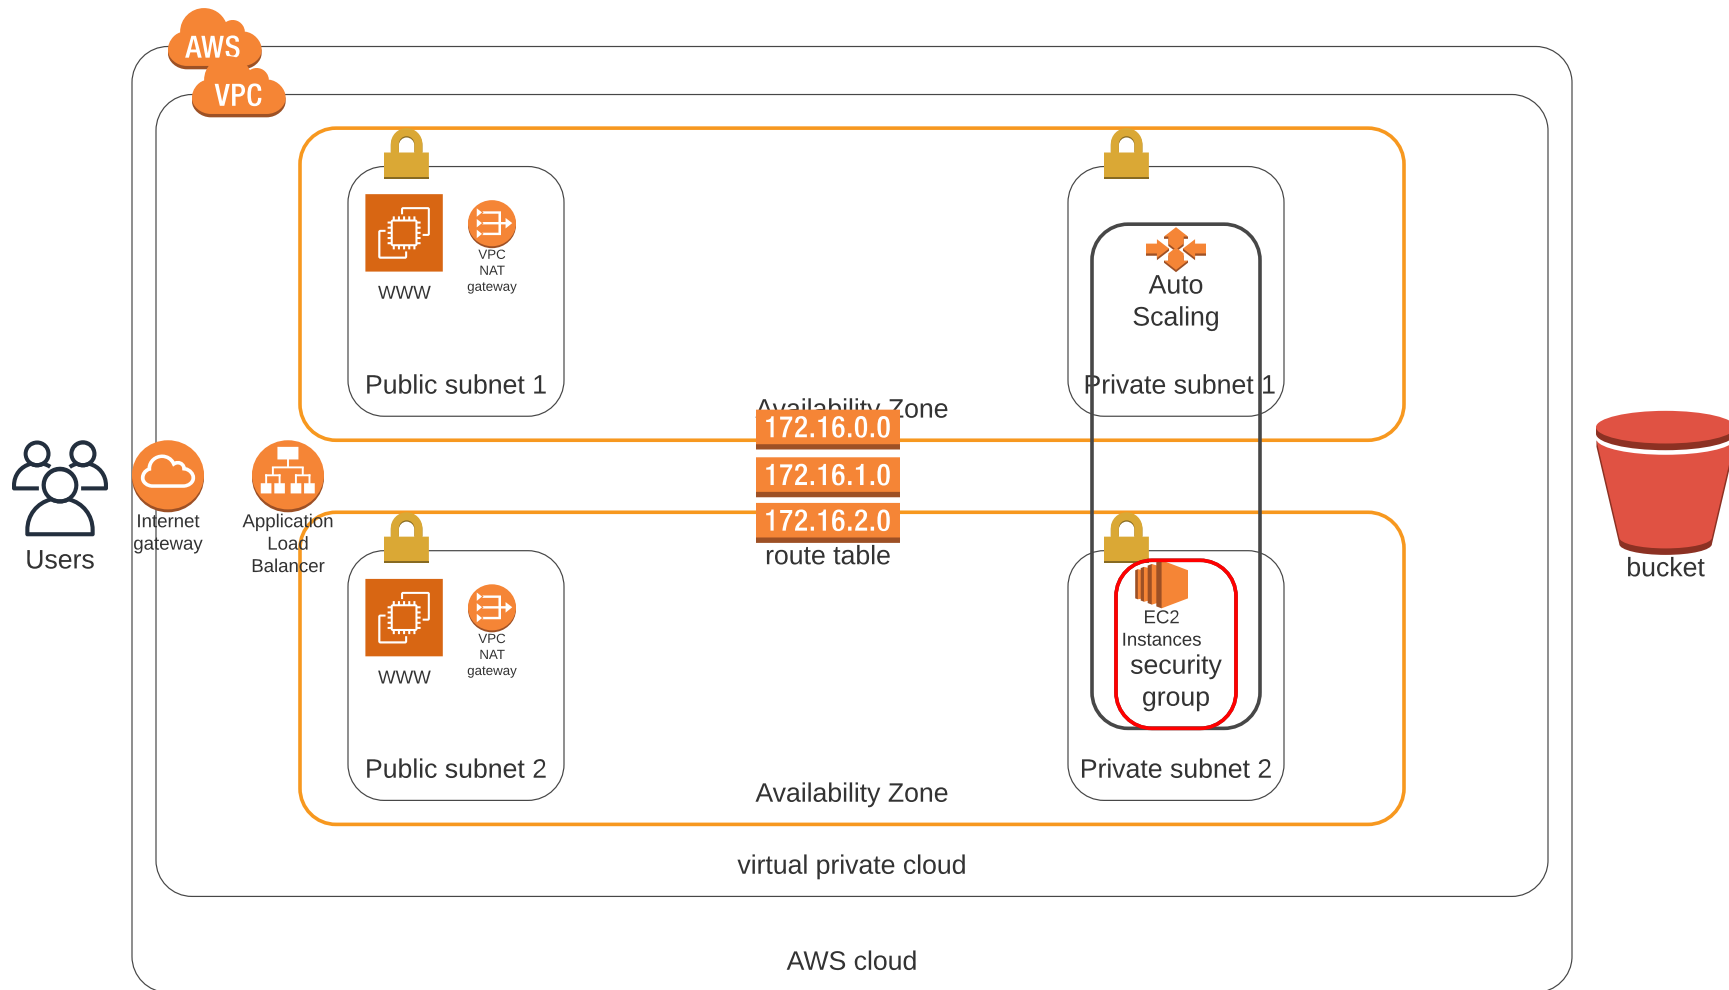 AWS
VPC
WWW
VPC
NAT
gateway
Public subnet 1
Auto
Scaling
Private subnet 1
Availability Zone
172.16.0.0
172.16.1.0
172.16.2.0
route table
Users
Internet
gateway
Application
Load
Balancer
WWW
VPC
NAT
gateway
Public subnet 2
EC2
Instances
security
group
Private subnet 2
Availability Zone
virtual private cloud
AWS cloud
bucket